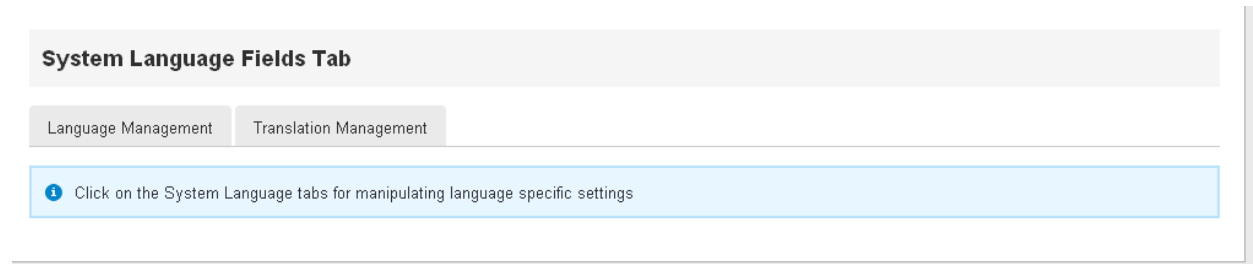 System Language Fields Tab
Language Management Translation Management
Click on the System Language tabs for manipulating language specific settings